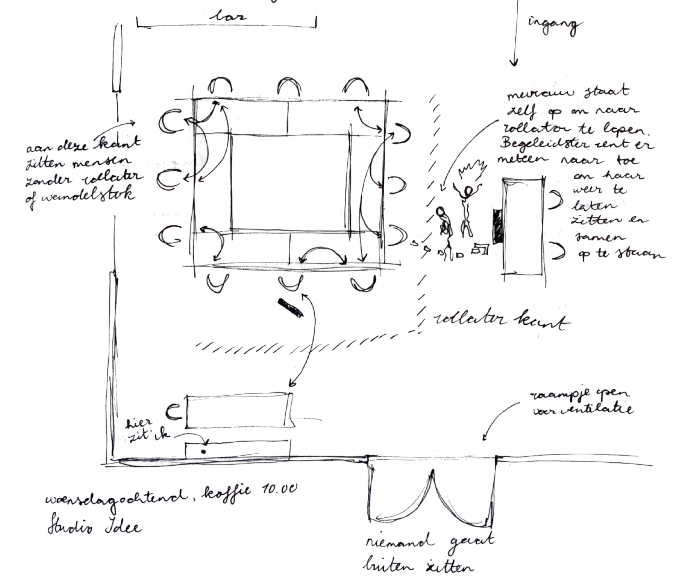 bar
ingang
mevrouw staat
zelf op om naar
rollator te lopen.
Begeleidster rent er
meteen naar toe
om haar
weer te
laten
zitten en
samen
op te staan
aan deze kant
zitten mensen
zonder rollator
of wandelstok
rollator kant
raampje open
voor ventilatie
hier
zit ik
woensdagochtend, koffie 10.00
Studio Idee
niemand gaat
buiten zitten